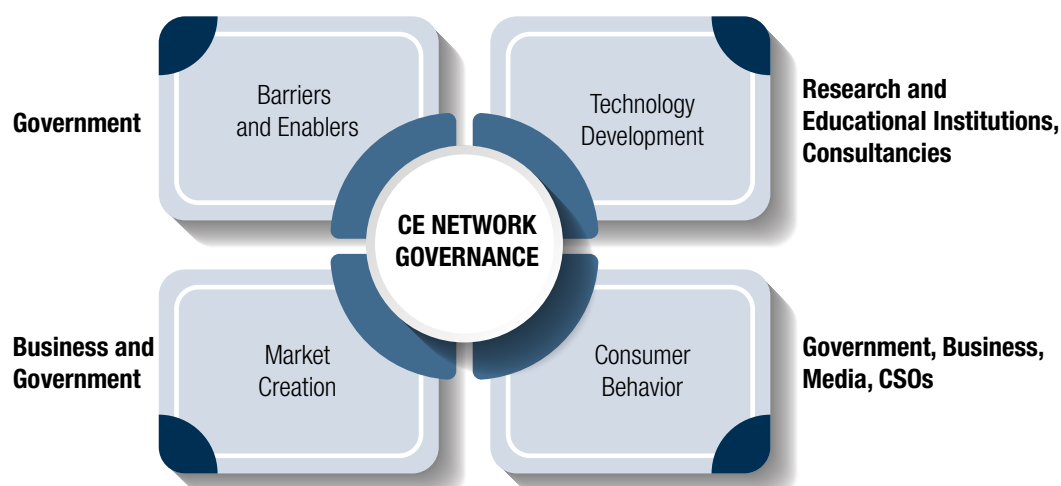 Government
Barriers
and Enablers
Technology
Development
Research and
Educational Institutions,
Consultancies
CE NETWORK
GOVERNANCE
Business and
Government
Market
Creation
Consumer
Behavior
Government, Business,
Media, CSOs